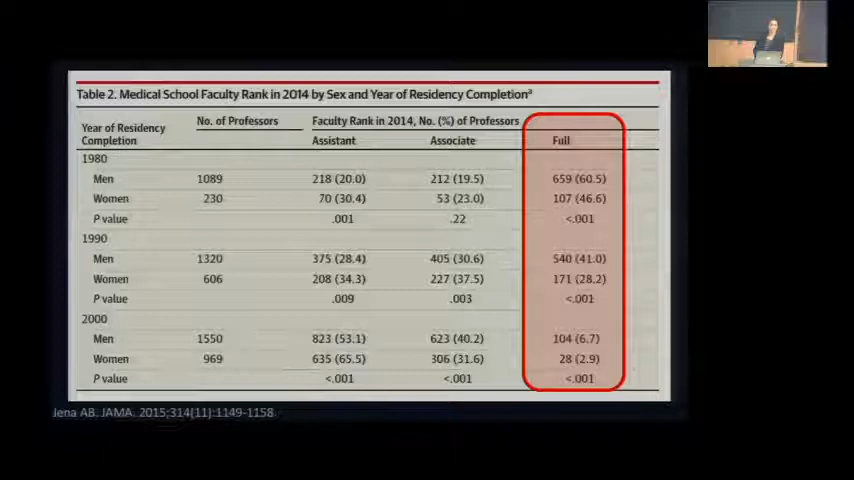 Table 2. Medical School Faculty Rank in 2014 by Sex and Year of Residency Completionª
Year of Residency Completion No. of Professors Faculty Rank in 2014, No. (%) of Professors
Assistant Associate Full
1980
Men 1089 218 (20.0) 212 (19.5) 659 (60.5)
Women 230 70 (30.4) 53 (23.0) 107 (46.6)
P value .001 .22 <.001
1990
Men 1320 375 (28.4) 405 (30.6) 540 (41.0)
Women 606 208 (34.3) 227 (37.5) 171 (28.2)
P value .009 .003 <.001
2000
Men 1550 823 (53.1) 623 (40.2) 104 (6.7)
Women 969 635 (65.5) 306 (31.6) 28 (2.9)
P value <.001 <.001 <.001
Jena AB. JAMA. 2015;314(11):1149-1158.